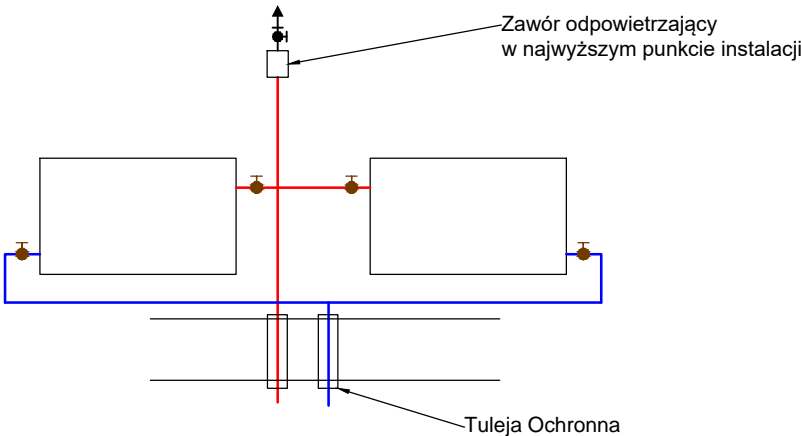 Zawór odpowietrzający
w najwyższym punkcie instalacji
Tuleja Ochronna